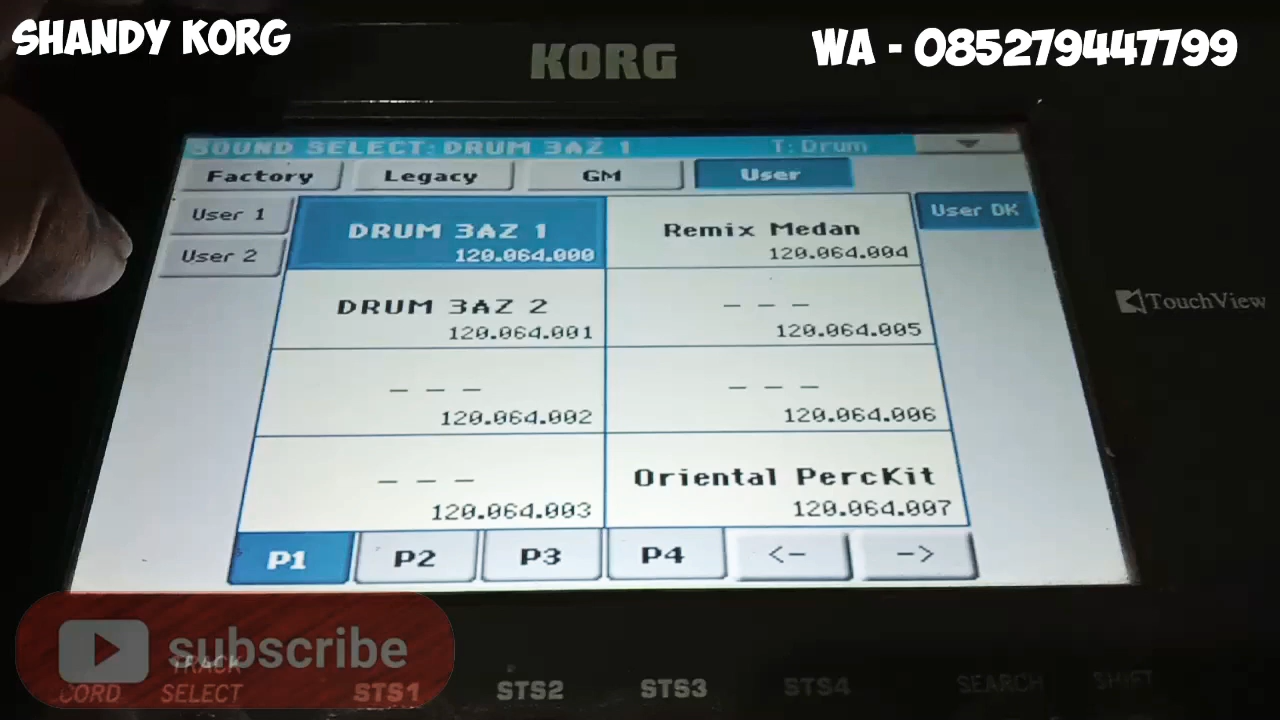 SHANDY KORG
WA - 085279447799
KORG
SOUND SELECT: DRUM 3AZ 1
T: Drum
Factory
Legacy
GM
User
User 1
User 2
DRUM 3AZ 1
120.064.000
Remix Medan
120.064.004
User DK
DRUM 3AZ 2
120.064.001
- - -
120.064.005
- - -
120.064.002
- - -
120.064.006
- - -
120.064.003
Oriental PercKit
120.064.007
P1
P2
P3
P4
<-
->
TouchView
subscribe
TRACK
SELECT
STS1
STS2
STS3
STS4
SEARCH
SHIFT